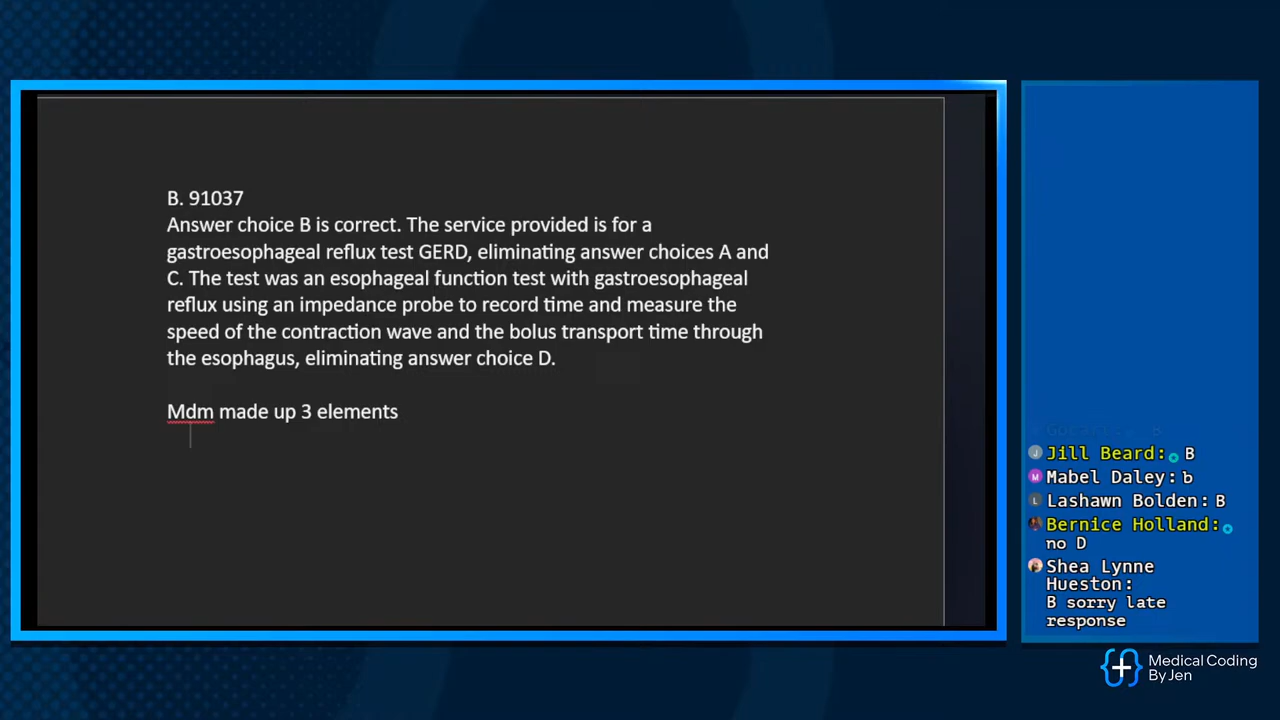 B. 91037
Answer choice B is correct. The service provided is for a
gastroesophageal reflux test GERD, eliminating answer choices A and
C. The test was an esophageal function test with gastroesophageal
reflux using an impedance probe to record time and measure the
speed of the contraction wave and the bolus transport time through
the esophagus, eliminating answer choice D.
Mdm made up 3 elements
J Jill Beard: B
M Mabel Daley: b
L Lashawn Bolden: B
Bernice Holland:
no D
Shea Lynne
Hueston:
B sorry late
response
Medical Coding
By Jen